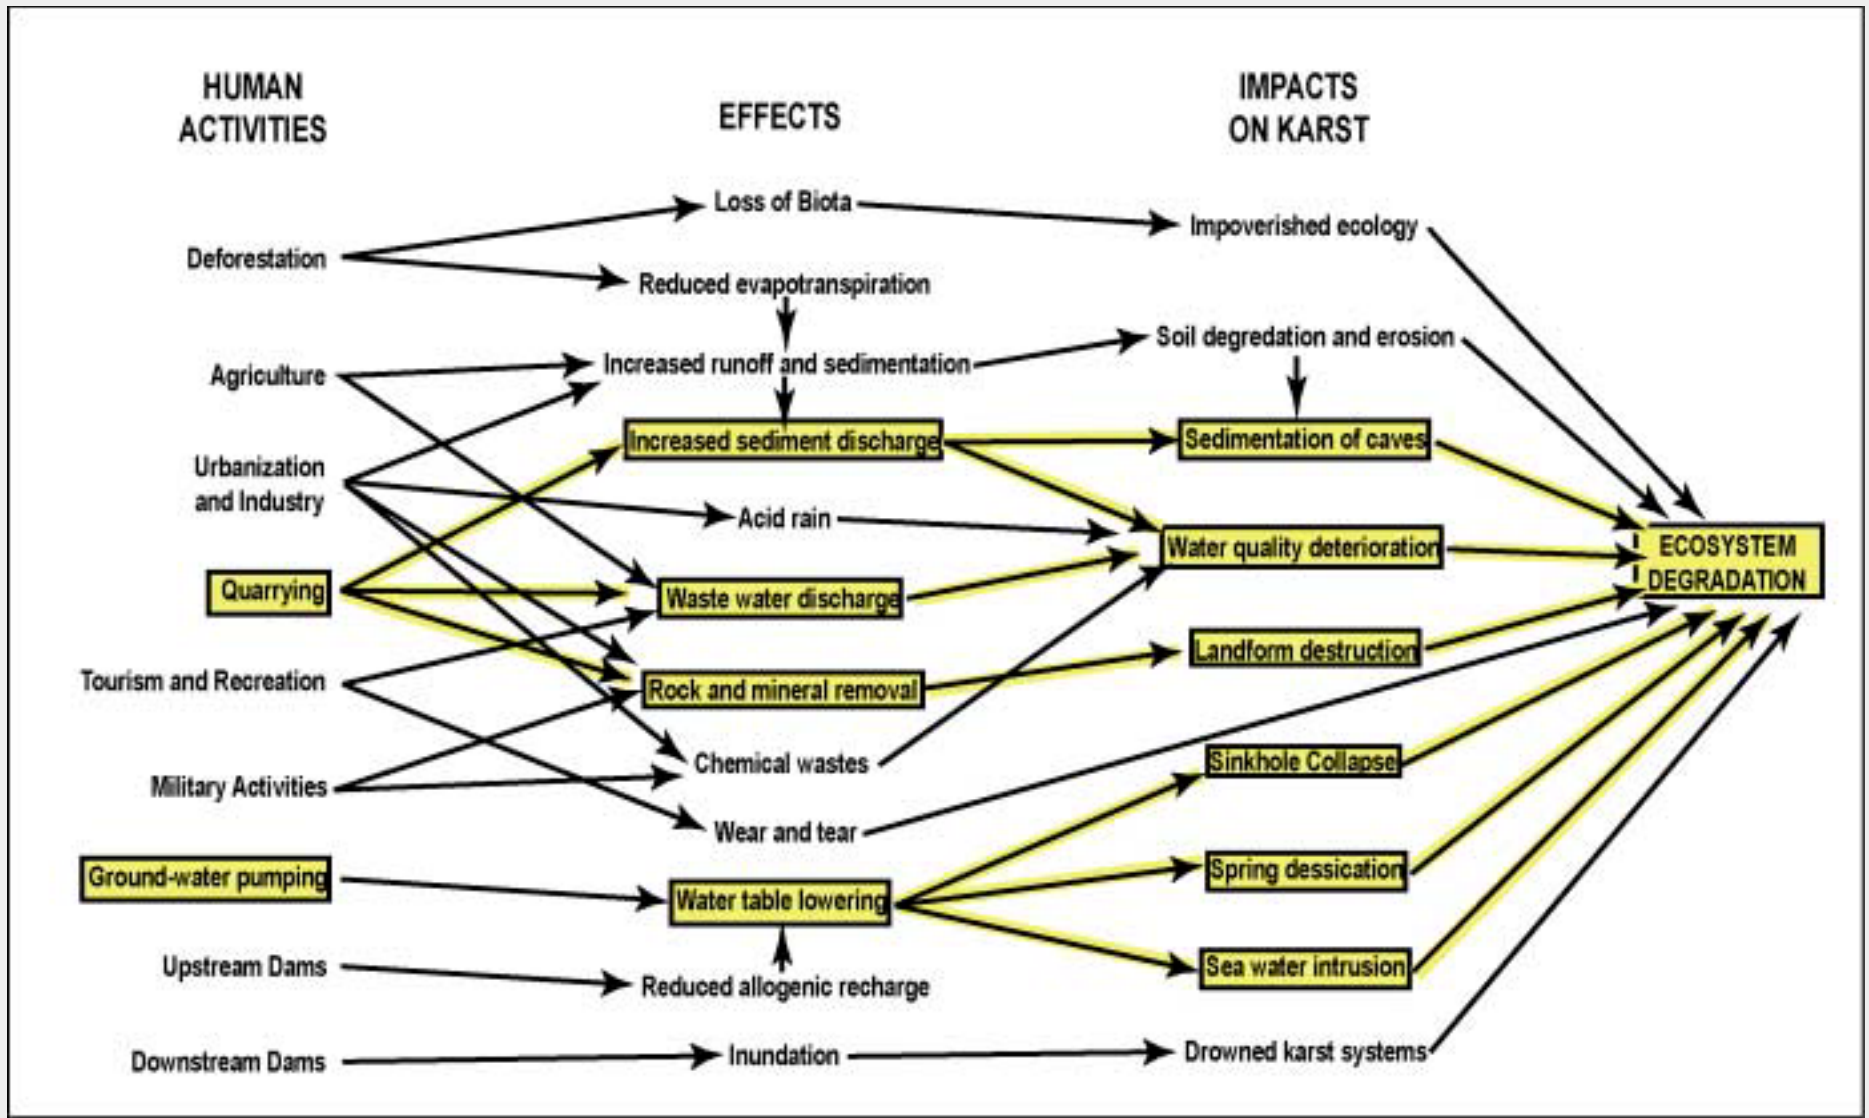 HUMAN
ACTIVITIES
EFFECTS
IMPACTS
ON KARST
Deforestation
Agriculture
Urbanization
and Industry
Quarrying
Tourism and Recreation
Military Activities
Ground-water pumping
Upstream Dams
Downstream Dams
Loss of Biota
Reduced evapotranspiration
Increased runoff and sedimentation
Increased sediment discharge
Acid rain
Waste water discharge
Rock and mineral removal
Chemical wastes
Wear and tear
Water table lowering
Reduced allogenic recharge
Inundation
Impoverished ecology
Soil degredation and erosion
Sedimentation of caves
Water quality deterioration
Landform destruction
Sinkhole Collapse
Spring dessication
Sea water intrusion
Drowned karst systems
ECOSYSTEM
DEGRADATION